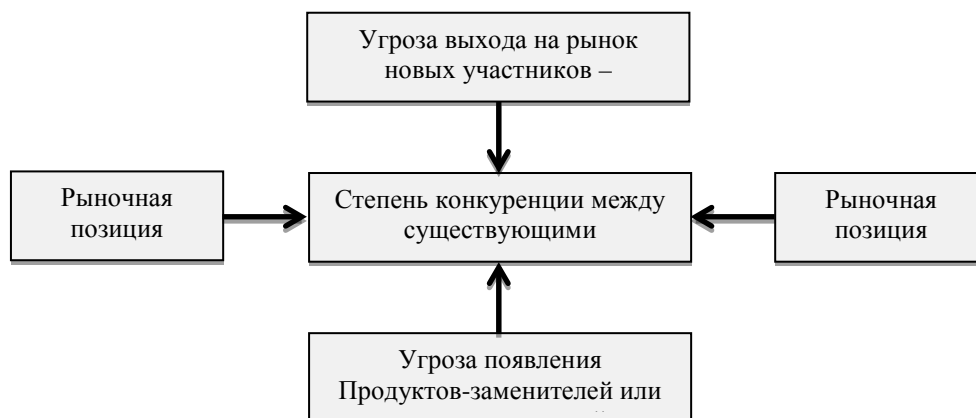 Угроза выхода на рынок
новых участников –
Рыночная
позиция
Степень конкуренции между
существующими
Рыночная
позиция
Угроза появления
Продуктов-заменителей или